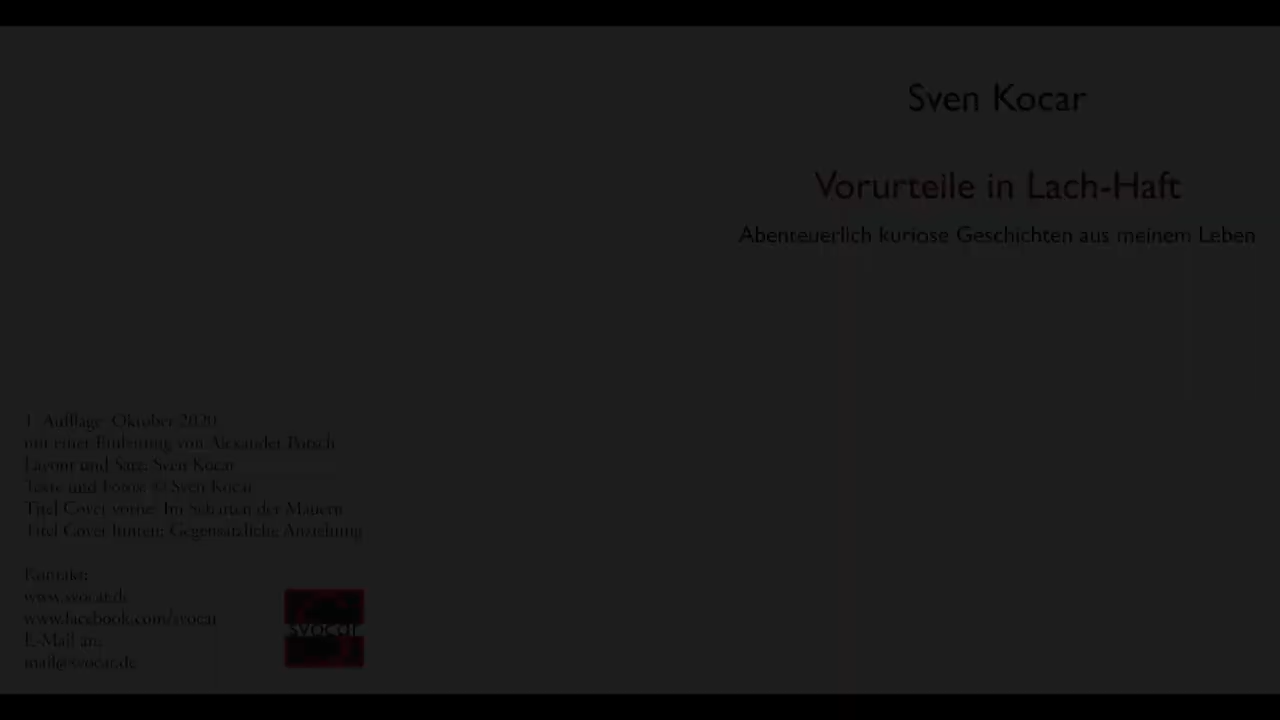 Sven Kocar
Vorurteile in Lach-Haft
Abenteuerlich kuriose Geschichten aus meinem Leben
1. Aufllage: Oktober 2020
mit einer Einleitung von Alexander Potsch
Layout und Satz: Sven Kocar
Texte und Fotos: © Sven Kocar
Titel Cover vorne: Im Schatten der Mauern
Titel Cover hinten: Gegensätzliche Anziehung
Kontakt:
www.svocar.de
www.facebook.com/svocar
E-Mail an:
mail@svocar.de
svocar